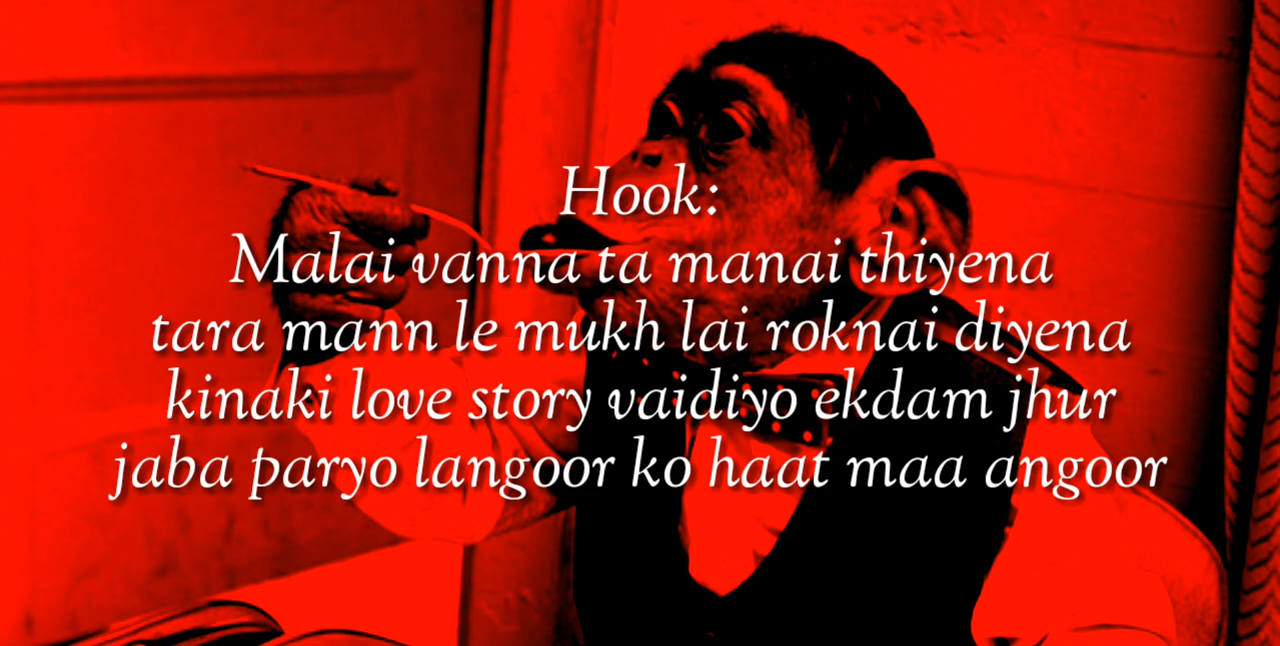 Hook:
Malai vanna ta manai thiyena
tara mann le mukh lai roknai diyena
kinaki love story vaidiyo ekdam jhur
jaba paryo langoor ko haat maa angoor